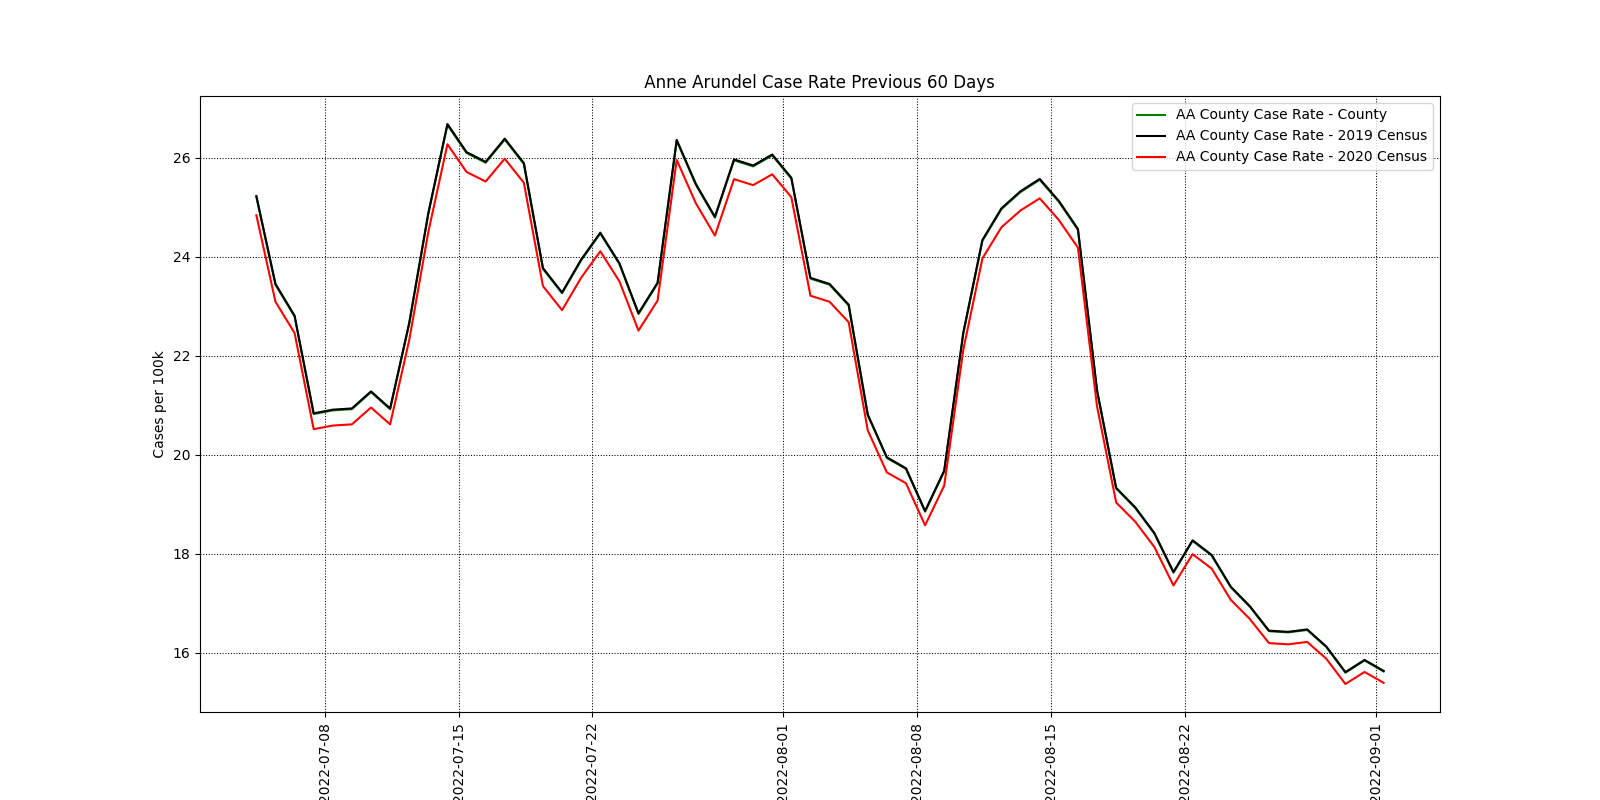 Anne Arundel Case Rate Previous 60 Days
AA County Case Rate - County
AA County Case Rate - 2019 Census
AA County Case Rate - 2020 Census
Cases per 100k
26
24
22
20
18
16
2022-07-08
2022-07-15
2022-07-22
2022-08-01
2022-08-08
2022-08-15
2022-08-22
2022-09-01